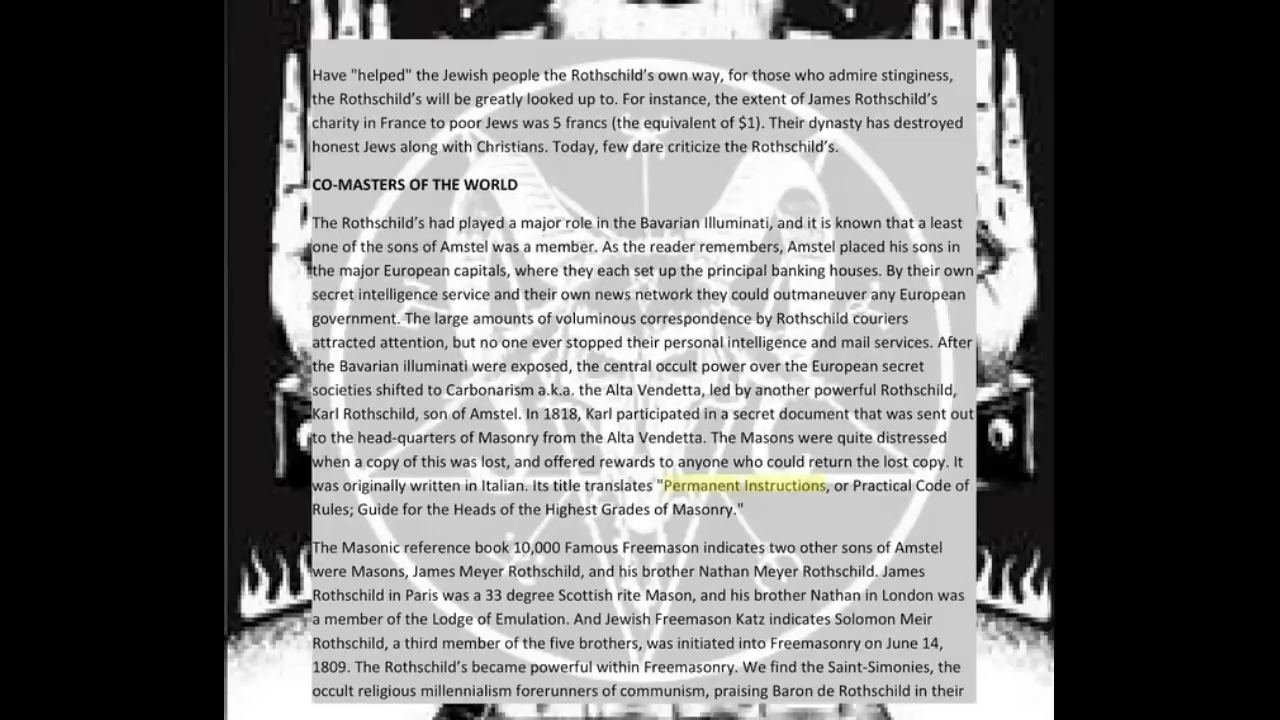 Have "helped" the Jewish people the Rothschild's own way, for those who admire stinginess,
the Rothschild's will be greatly looked up to. For instance, the extent of James Rothschild's
charity in France to poor Jews was 5 francs (the equivalent of $1). Their dynasty has destroyed
honest Jews along with Christians. Today, few dare criticize the Rothschild's.
CO-MASTERS OF THE WORLD
The Rothschild's had played a major role in the Bavarian Illuminati, and it is known that a least
one of the sons of Amstel was a member. As the reader remembers, Amstel placed his sons in
the major European capitals, where they each set up the principal banking houses. By their own
secret intelligence service and their own news network they could outmaneuver any European
government. The large amounts of voluminous correspondence by Rothschild couriers
attracted attention, but no one ever stopped their personal intelligence and mail services. After
the Bavarian illuminati were exposed, the central occult power over the European secret
societies shifted to Carbonarism a.k.a. the Alta Vendetta, led by another powerful Rothschild,
Karl Rothschild, son of Amstel. In 1818, Karl participated in a secret document that was sent out
to the head-quarters of Masonry from the Alta Vendetta. The Masons were quite distressed
when a copy of this was lost, and offered rewards to anyone who could return the lost copy. It
was originally written in Italian. Its title translates "Permanent Instructions, or Practical Code of
Rules; Guide for the Heads of the Highest Grades of Masonry."
The Masonic reference book 10,000 Famous Freemason indicates two other sons of Amstel
were Masons, James Meyer Rothschild, and his brother Nathan Meyer Rothschild. James
Rothschild in Paris was a 33 degree Scottish rite Mason, and his brother Nathan in London was
a member of the Lodge of Emulation. And Jewish Freemason Katz indicates Solomon Meir
Rothschild, a third member of the five brothers, was initiated into Freemasonry on June 14,
1809. The Rothschild's became powerful within Freemasonry. We find the Saint-Simonies, the
occult religious millennialism forerunners of communism, praising Baron de Rothschild in their